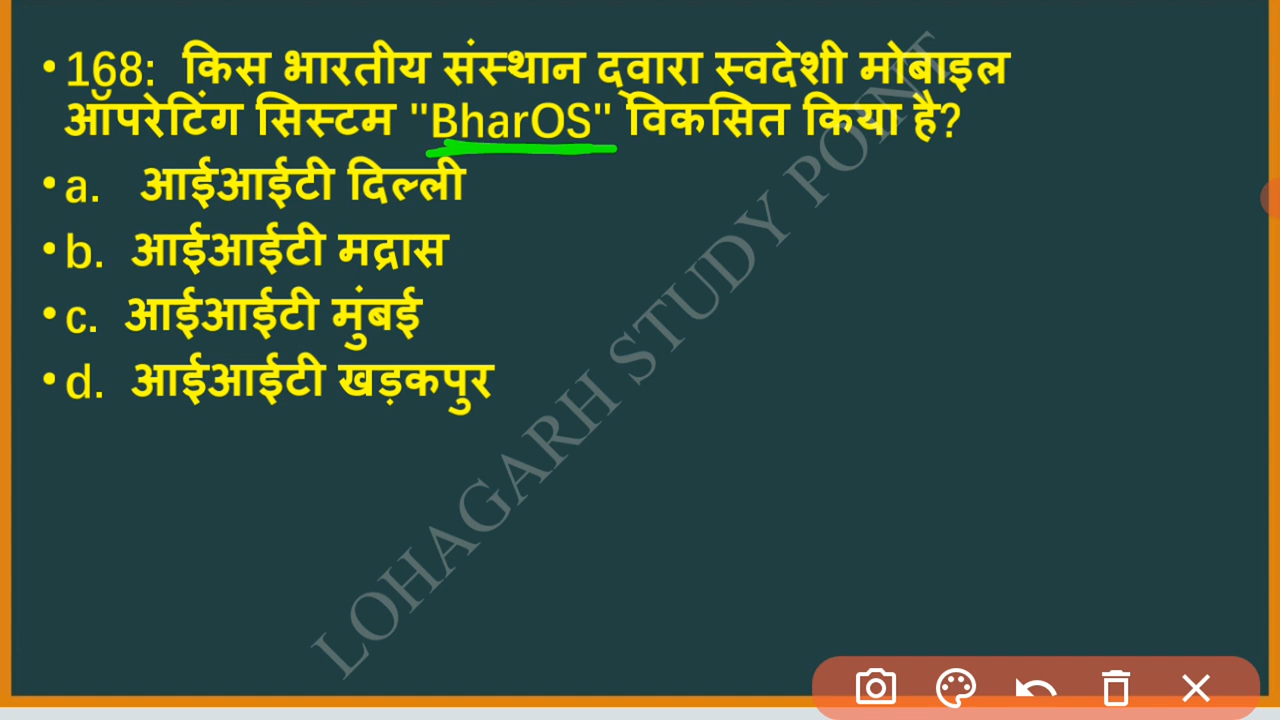 • 168: किस भारतीय संस्थान द्वारा स्वदेशी मोबाइल
ऑपरेटिंग सिस्टम "BharOS" विकसित किया है?
• a. आईआईटी दिल्ली
• b. आईआईटी मद्रास
• c. आईआईटी मुंबई
• d. आईआईटी खड़कपुर
LOHAGARH STUDY POINT